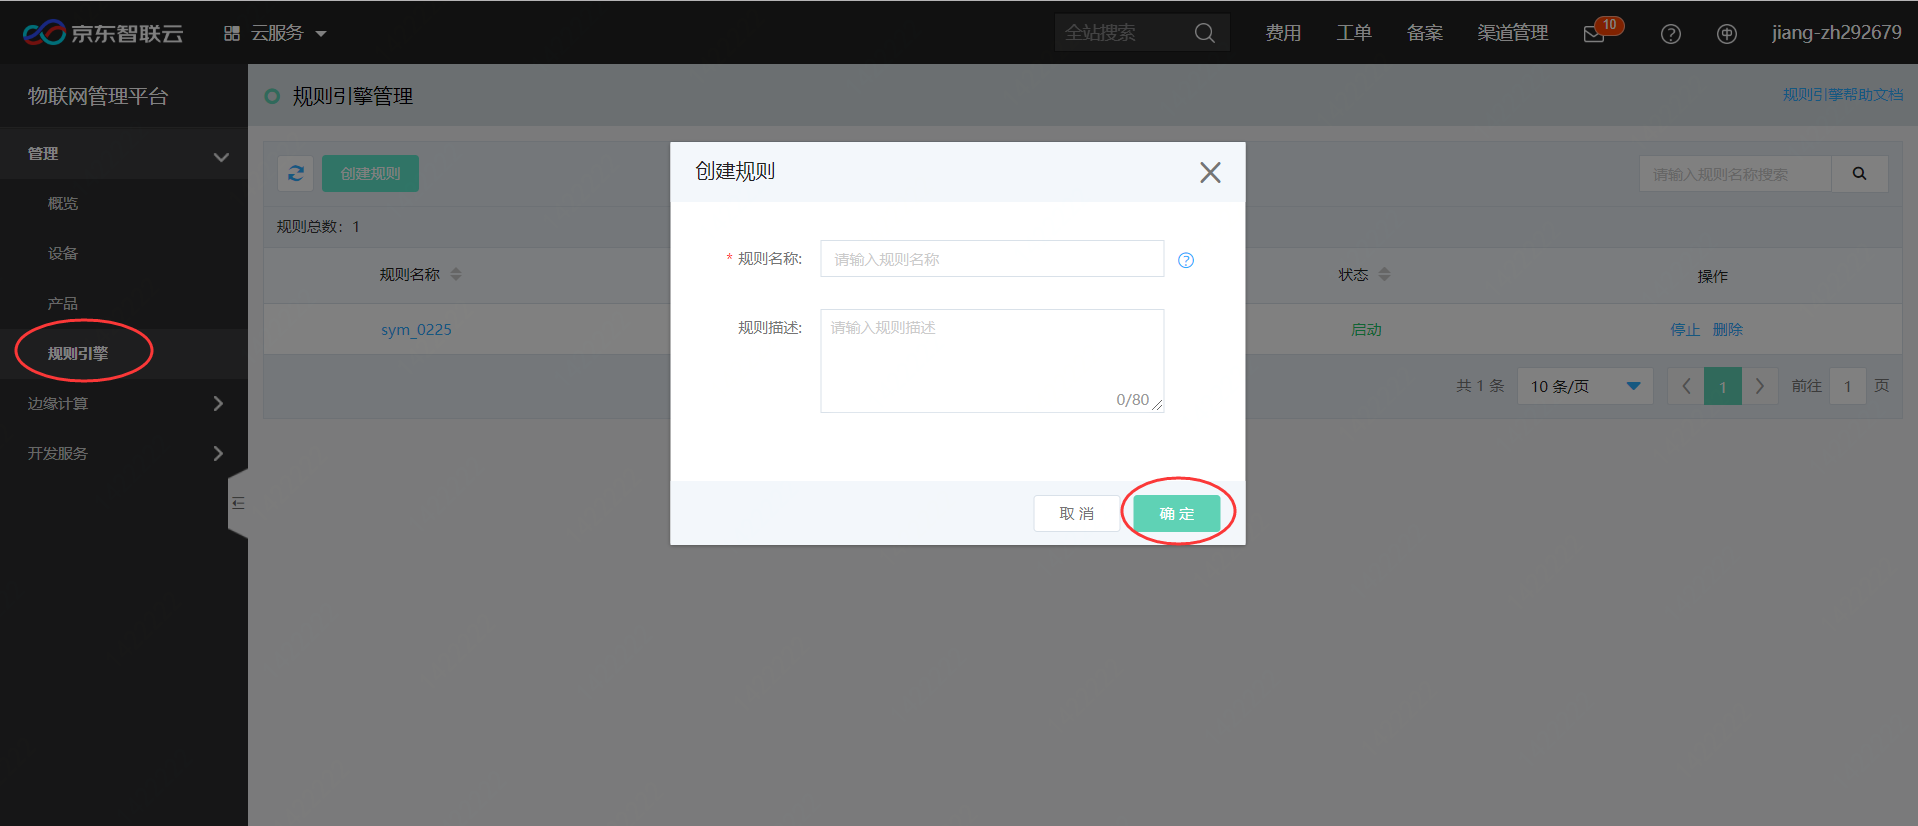 京东智联云 云服务 全站搜索 费用 工单 备案 渠道管理 10 jiang-zh292679
物联网管理平台
管理
概览
设备
产品
规则引擎
边缘计算
开发服务
规则引擎管理 规则引擎帮助文档
创建规则 请输入规则名称搜索
规则总数：1
规则名称 状态 操作
sym_0225 启动 停止 删除
共 1 条 10 条/页 1 前往 1 页
创建规则
* 规则名称: 请输入规则名称
规则描述: 请输入规则描述
0/80
取 消 确 定